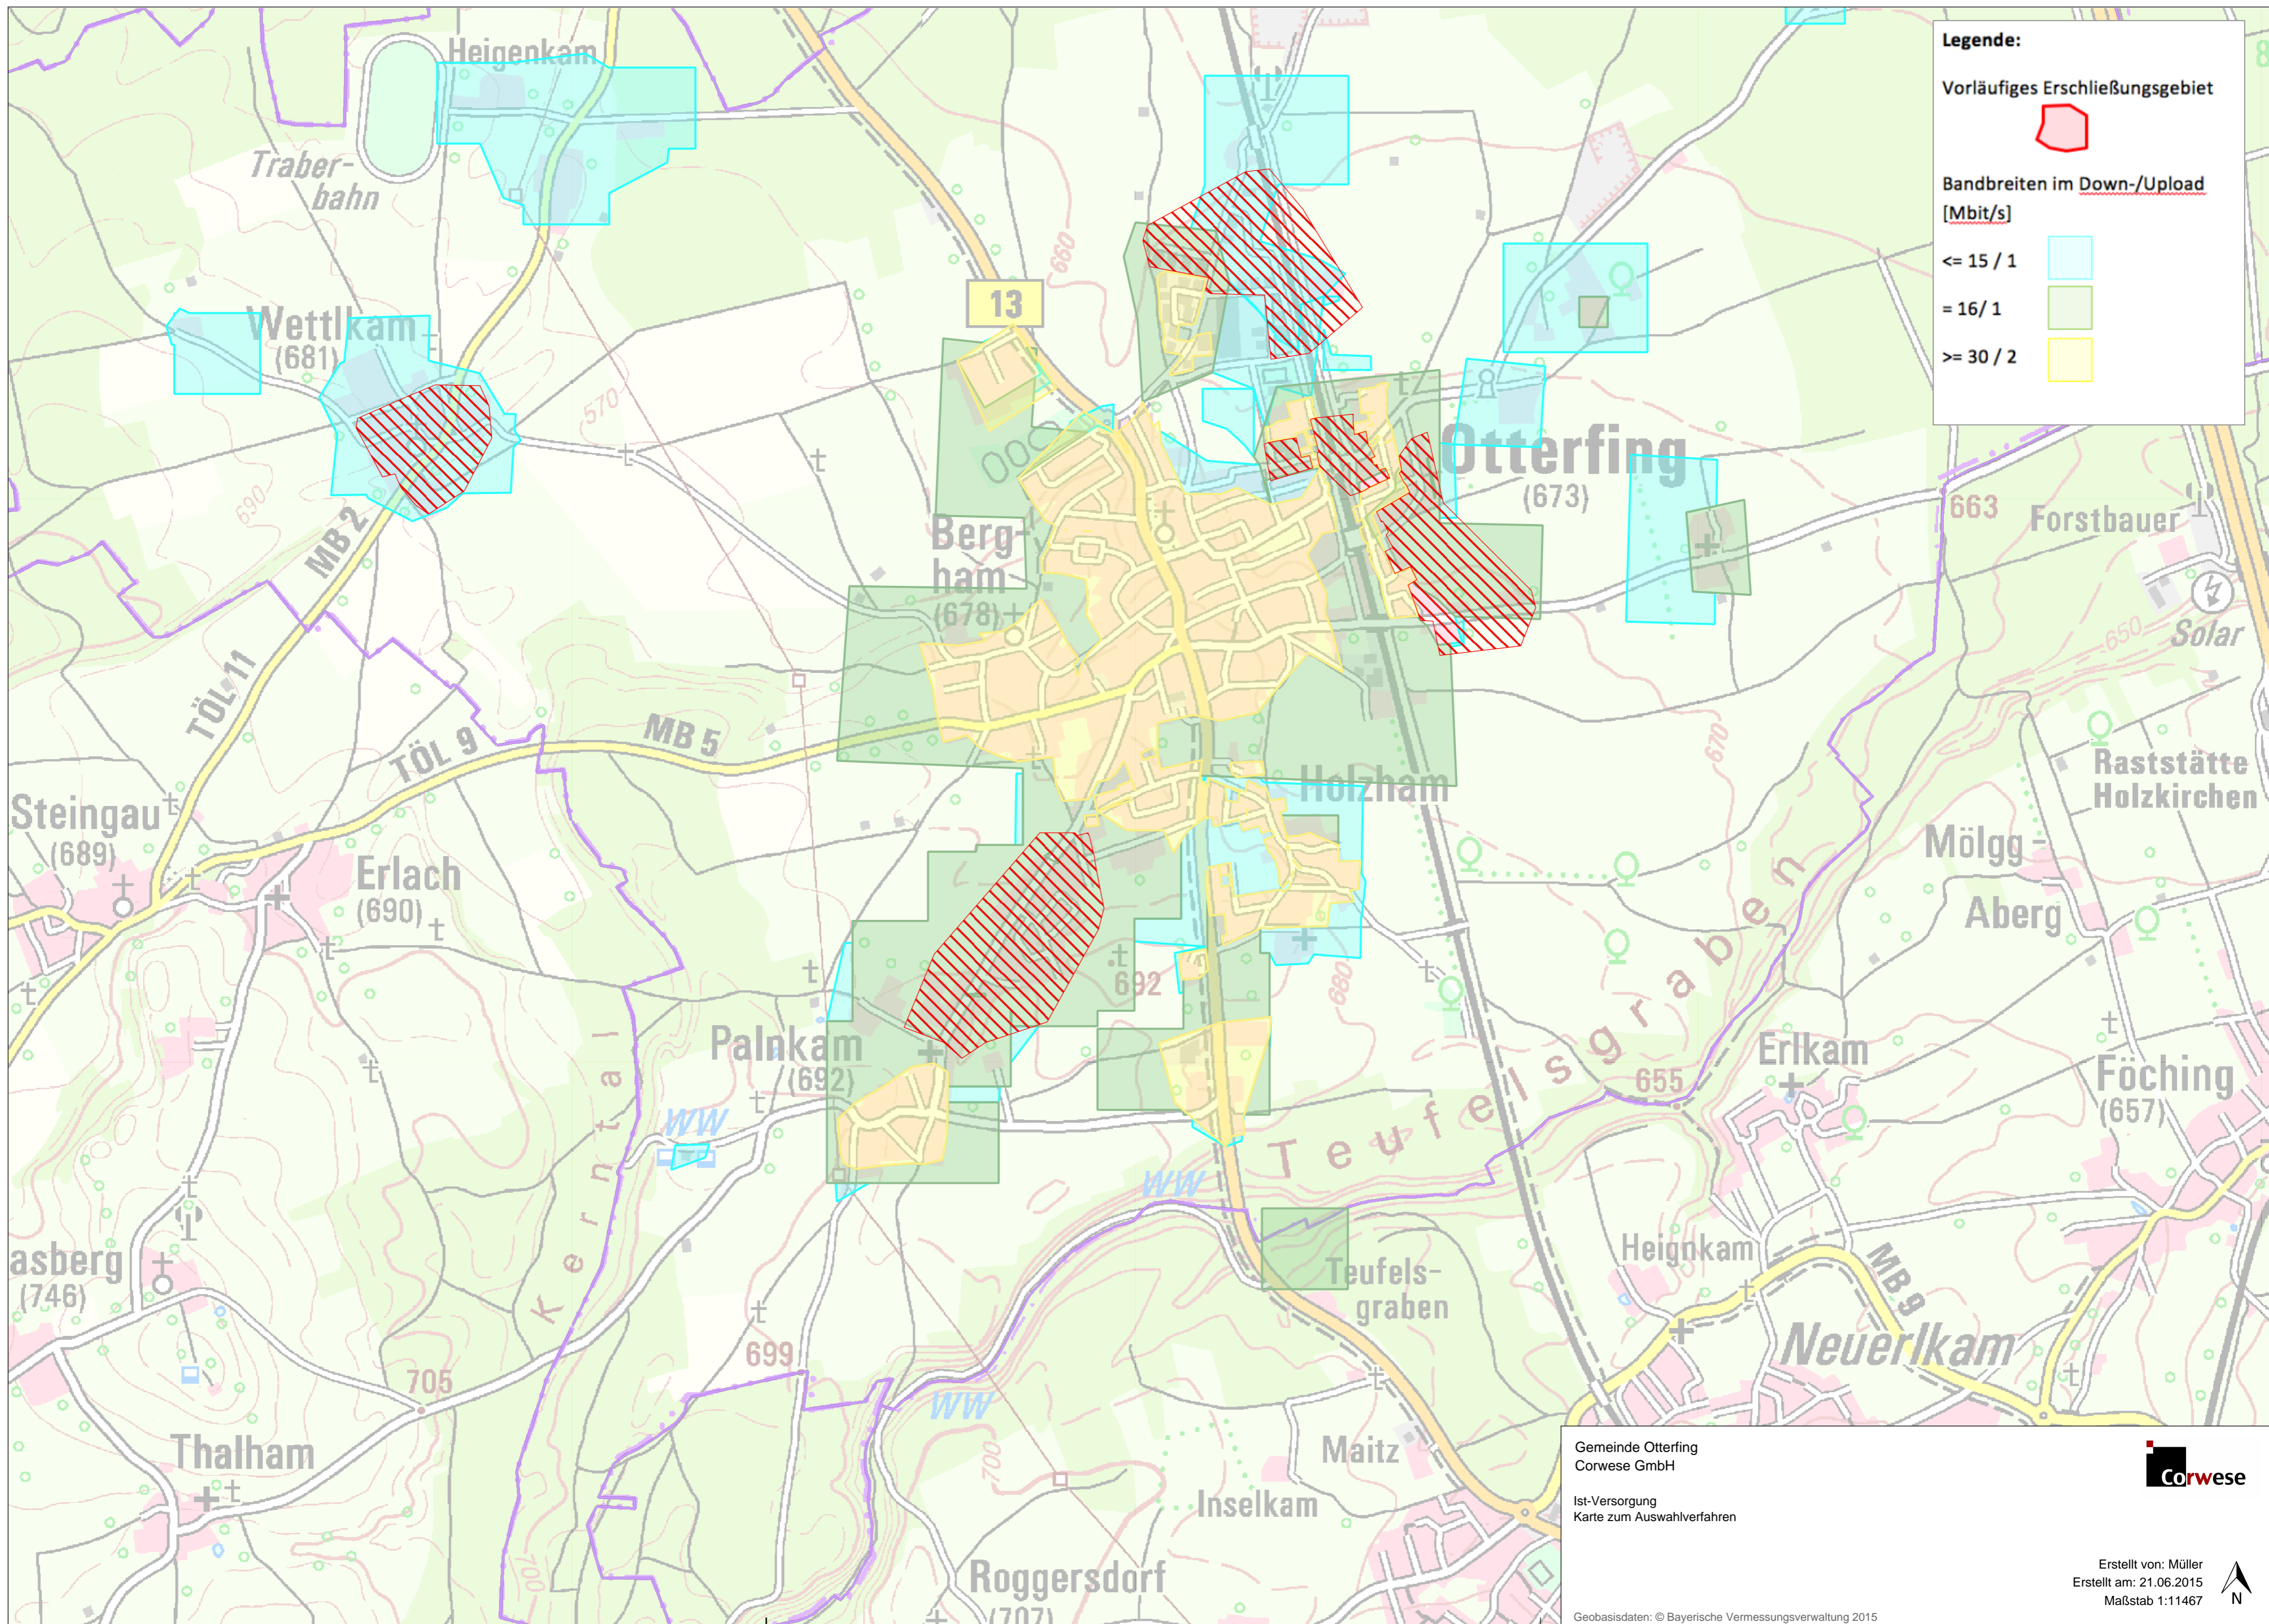 Heigenkam
Traber-
bahn
Wettlkam
(681)
570
690
MB 2
TÖL 11
TÖL 9
MB 5
Steingau
(689)
Erlach
(690)
13
660
Berg-
ham
(678)
Otterfing
(673)
663
Forstbauer
Solar
650
670
Raststätte
Holzkirchen
Mölgg-
Aberg
Holzham
692
680
Palnkam
(692)
WW
Kerntal
Teufelsgraben
655
Erlkam
Föching
(657)
WW
asberg
(746)
Teufels-
graben
Heignkam
MB 9
Neuerlkam
699
705
WW
700
Thalham
700
Maitz
Inselkam
Roggersdorf
(707)
8
Legende:
Vorläufiges Erschließungsgebiet
Bandbreiten im Down-/Upload
[Mbit/s]
<= 15 / 1
= 16/ 1
>= 30 / 2
Gemeinde Otterfing
Corwese GmbH
Corwese
Ist-Versorgung
Karte zum Auswahlverfahren
Erstellt von: Müller
Erstellt am: 21.06.2015
Maßstab 1:11467
N
Geobasisdaten: © Bayerische Vermessungsverwaltung 2015